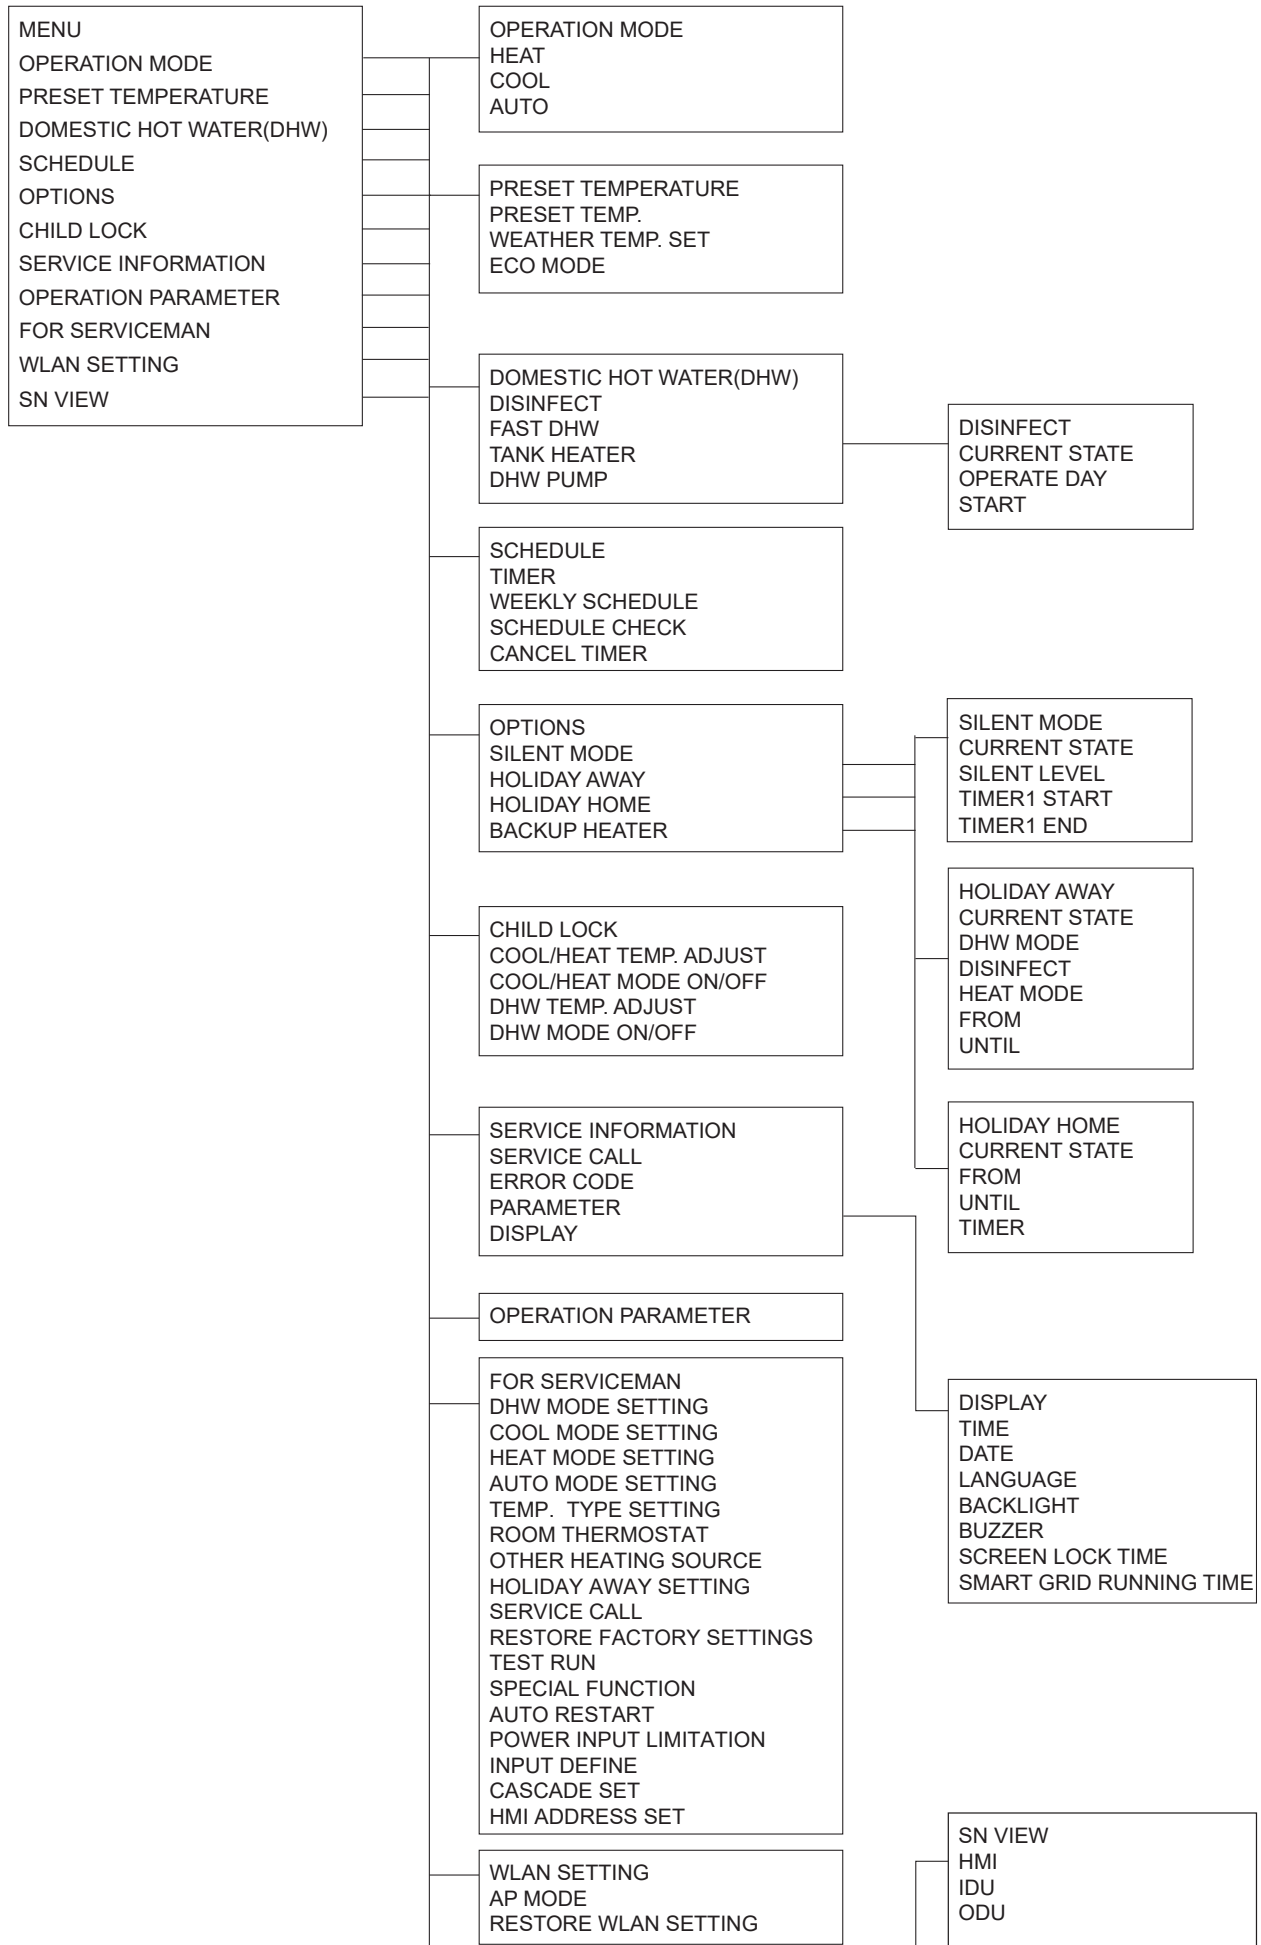 MENU
OPERATION MODE
PRESET TEMPERATURE
DOMESTIC HOT WATER(DHW)
SCHEDULE
OPTIONS
CHILD LOCK
SERVICE INFORMATION
OPERATION PARAMETER
FOR SERVICEMAN
WLAN SETTING
SN VIEW
OPERATION MODE
HEAT
COOL
AUTO
PRESET TEMPERATURE
PRESET TEMP.
WEATHER TEMP. SET
ECO MODE
DOMESTIC HOT WATER(DHW)
DISINFECT
FAST DHW
TANK HEATER
DHW PUMP
DISINFECT
CURRENT STATE
OPERATE DAY
START
SCHEDULE
TIMER
WEEKLY SCHEDULE
SCHEDULE CHECK
CANCEL TIMER
OPTIONS
SILENT MODE
HOLIDAY AWAY
HOLIDAY HOME
BACKUP HEATER
SILENT MODE
CURRENT STATE
SILENT LEVEL
TIMER1 START
TIMER1 END
HOLIDAY AWAY
CURRENT STATE
DHW MODE
DISINFECT
HEAT MODE
FROM
UNTIL
HOLIDAY HOME
CURRENT STATE
FROM
UNTIL
TIMER
CHILD LOCK
COOL/HEAT TEMP. ADJUST
COOL/HEAT MODE ON/OFF
DHW TEMP. ADJUST
DHW MODE ON/OFF
SERVICE INFORMATION
SERVICE CALL
ERROR CODE
PARAMETER
DISPLAY
DISPLAY
TIME
DATE
LANGUAGE
BACKLIGHT
BUZZER
SCREEN LOCK TIME
SMART GRID RUNNING TIME
OPERATION PARAMETER
FOR SERVICEMAN
DHW MODE SETTING
COOL MODE SETTING
HEAT MODE SETTING
AUTO MODE SETTING
TEMP. TYPE SETTING
ROOM THERMOSTAT
OTHER HEATING SOURCE
HOLIDAY AWAY SETTING
SERVICE CALL
RESTORE FACTORY SETTINGS
TEST RUN
SPECIAL FUNCTION
AUTO RESTART
POWER INPUT LIMITATION
INPUT DEFINE
CASCADE SET
HMI ADDRESS SET
WLAN SETTING
AP MODE
RESTORE WLAN SETTING
SN VIEW
HMI
IDU
ODU